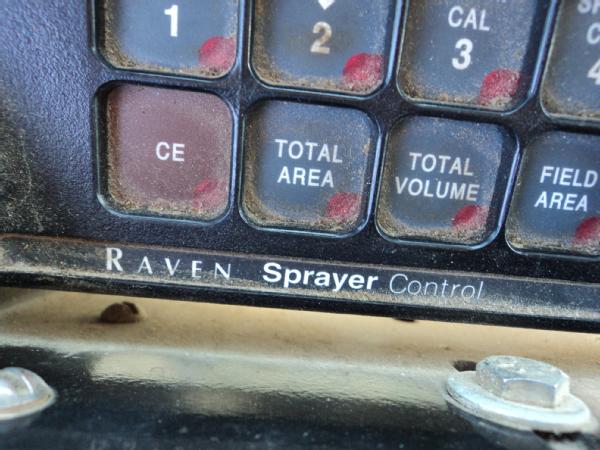 1
2
CAL
3
4
CE
TOTAL
AREA
TOTAL
VOLUME
FIELD
AREA
RAVEN Sprayer Control